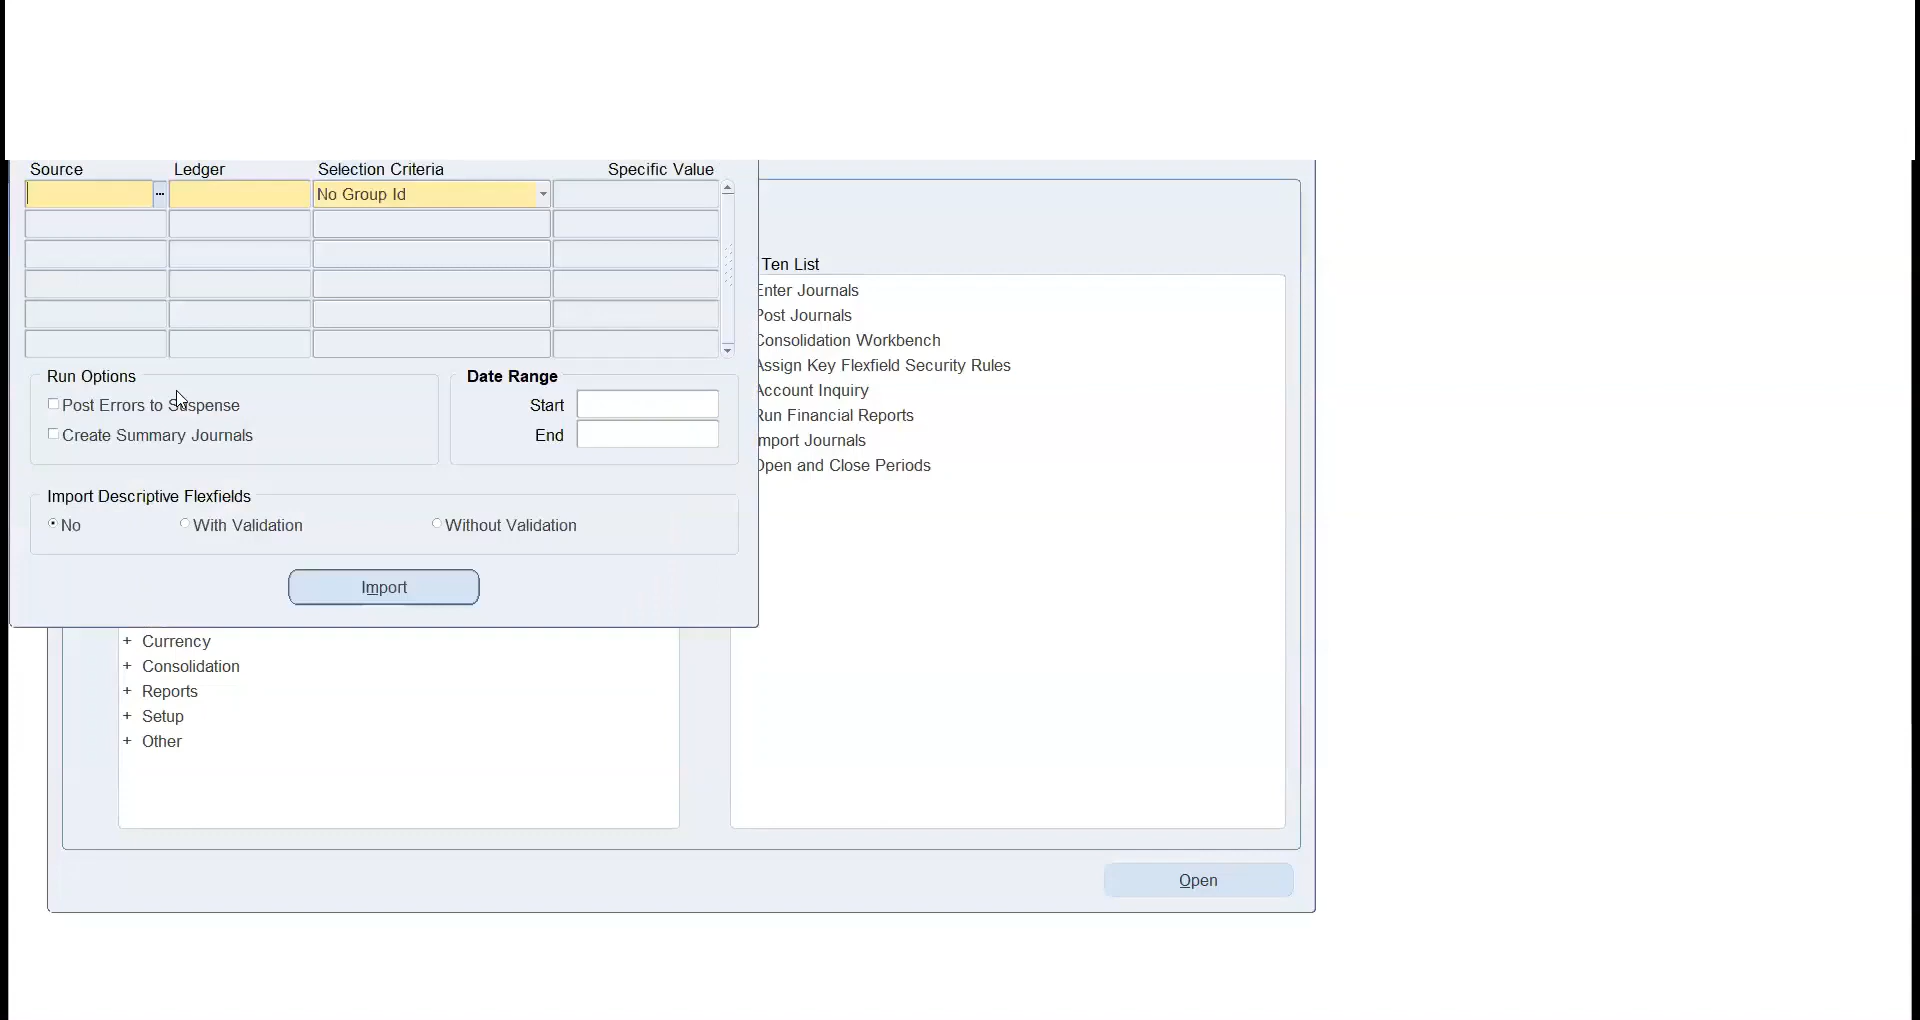 Source Ledger Selection Criteria Specific Value
... No Group Id
Run Options
Post Errors to Suspense
Create Summary Journals
Date Range
Start
End
Import Descriptive Flexfields
No With Validation Without Validation
Import
+ Currency
+ Consolidation
+ Reports
+ Setup
+ Other
Ten List
Enter Journals
Post Journals
Consolidation Workbench
Assign Key Flexfield Security Rules
Account Inquiry
Run Financial Reports
mport Journals
Open and Close Periods
Open